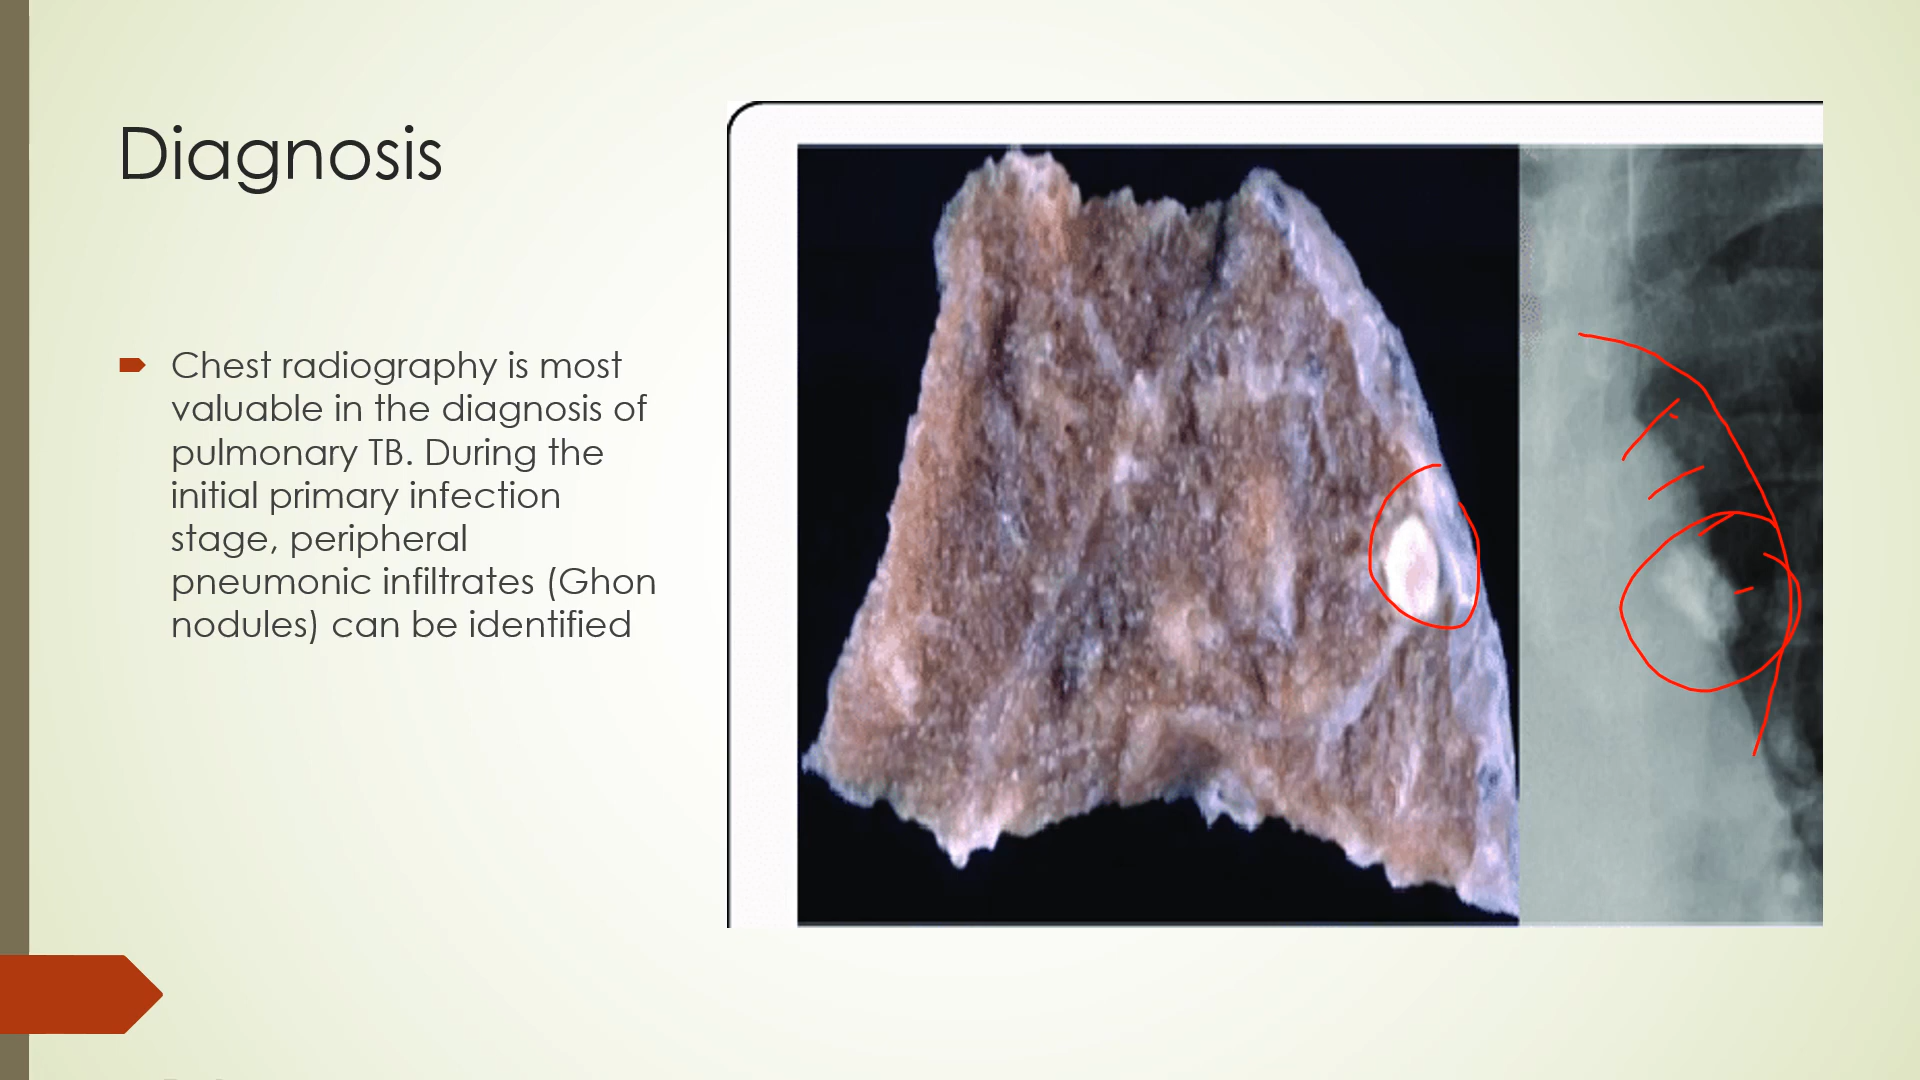 Diagnosis
Chest radiography is most
valuable in the diagnosis of
pulmonary TB. During the
initial primary infection
stage, peripheral
pneumonic infiltrates (Ghon
nodules) can be identified